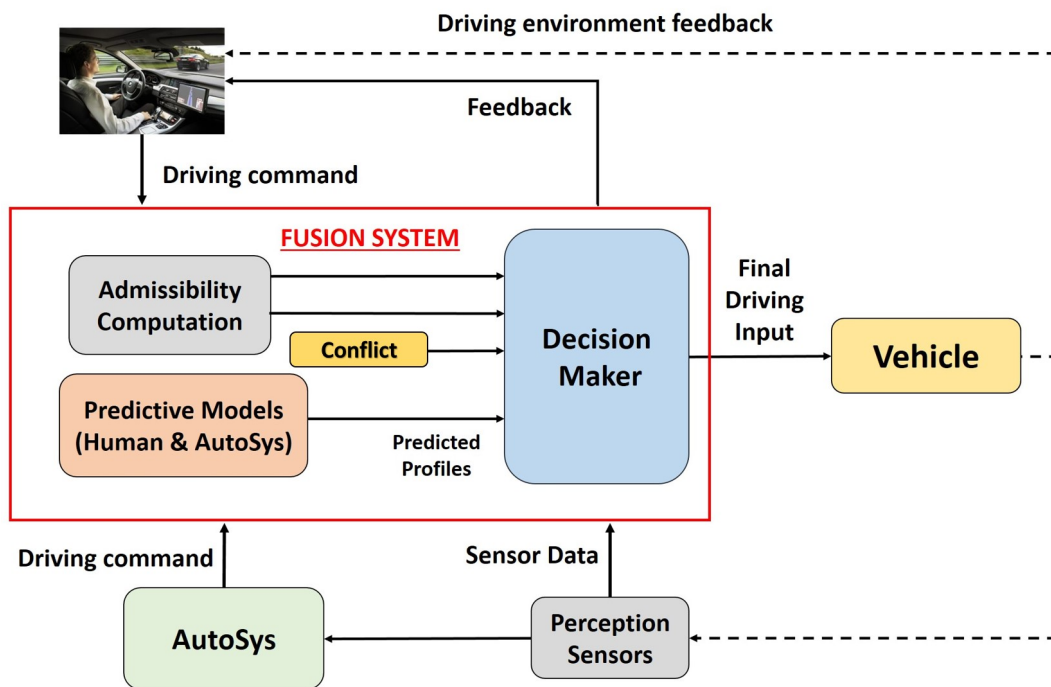 Driving environment feedback
Feedback
Driving command
FUSION SYSTEM
Admissibility
Computation
Conflict
Predictive Models
(Human & AutoSys)
Predicted
Profiles
Decision
Maker
Final
Driving
Input
Vehicle
Driving command
Sensor Data
AutoSys
Perception
Sensors